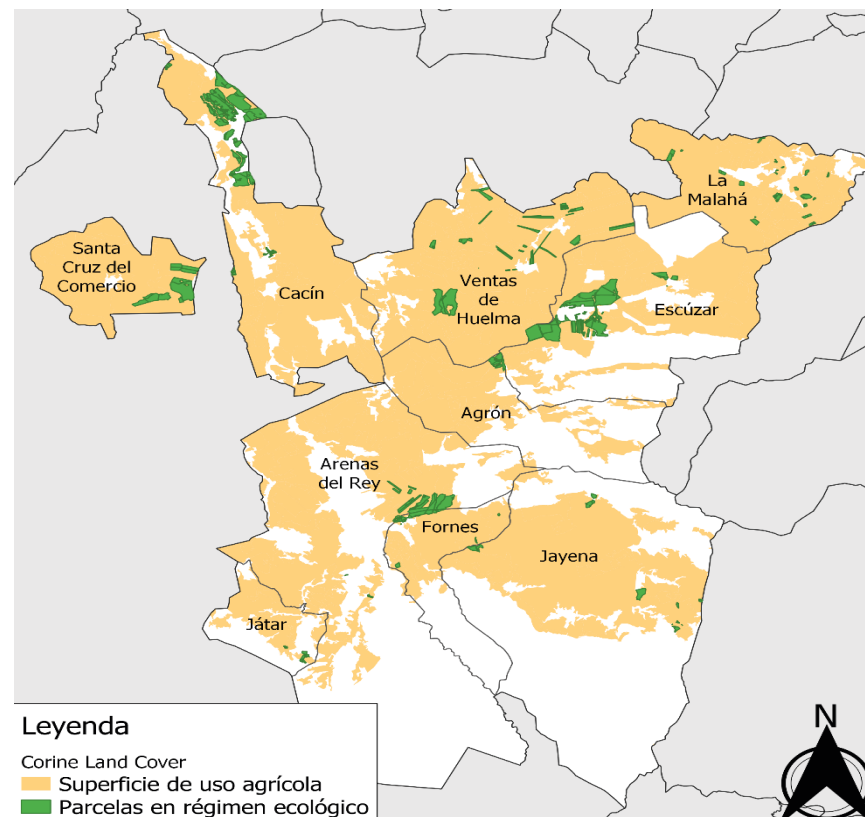 La
Malahá
Santa
Cruz del
Comercio
Cacín
Ventas
de
Huelma
Escúzar
Agrón
Arenas
del Rey
Fornes
Jayena
Játar
Leyenda
N
Corine Land Cover
Superficie de uso agrícola
Parcelas en régimen ecológico